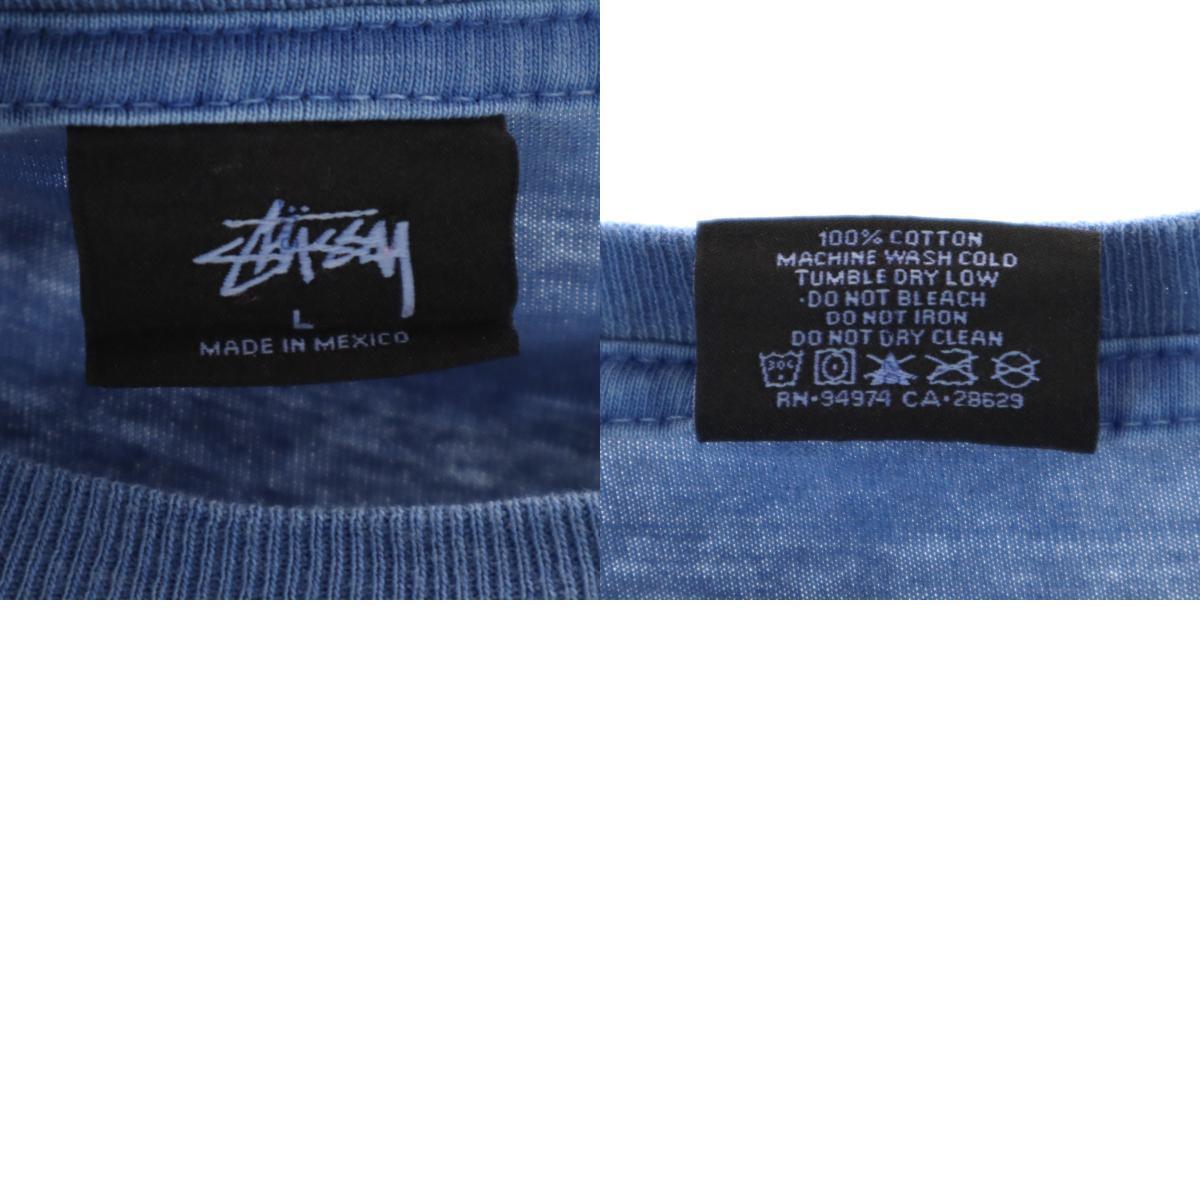 STÜSSY
L
MADE IN MEXICO
100% COTTON
MACHINE WASH COLD
TUMBLE DRY LOW
·DO NOT BLEACH
DO NOT IRON
DO NOT DRY CLEAN
30C
RN·94974 CA·28629